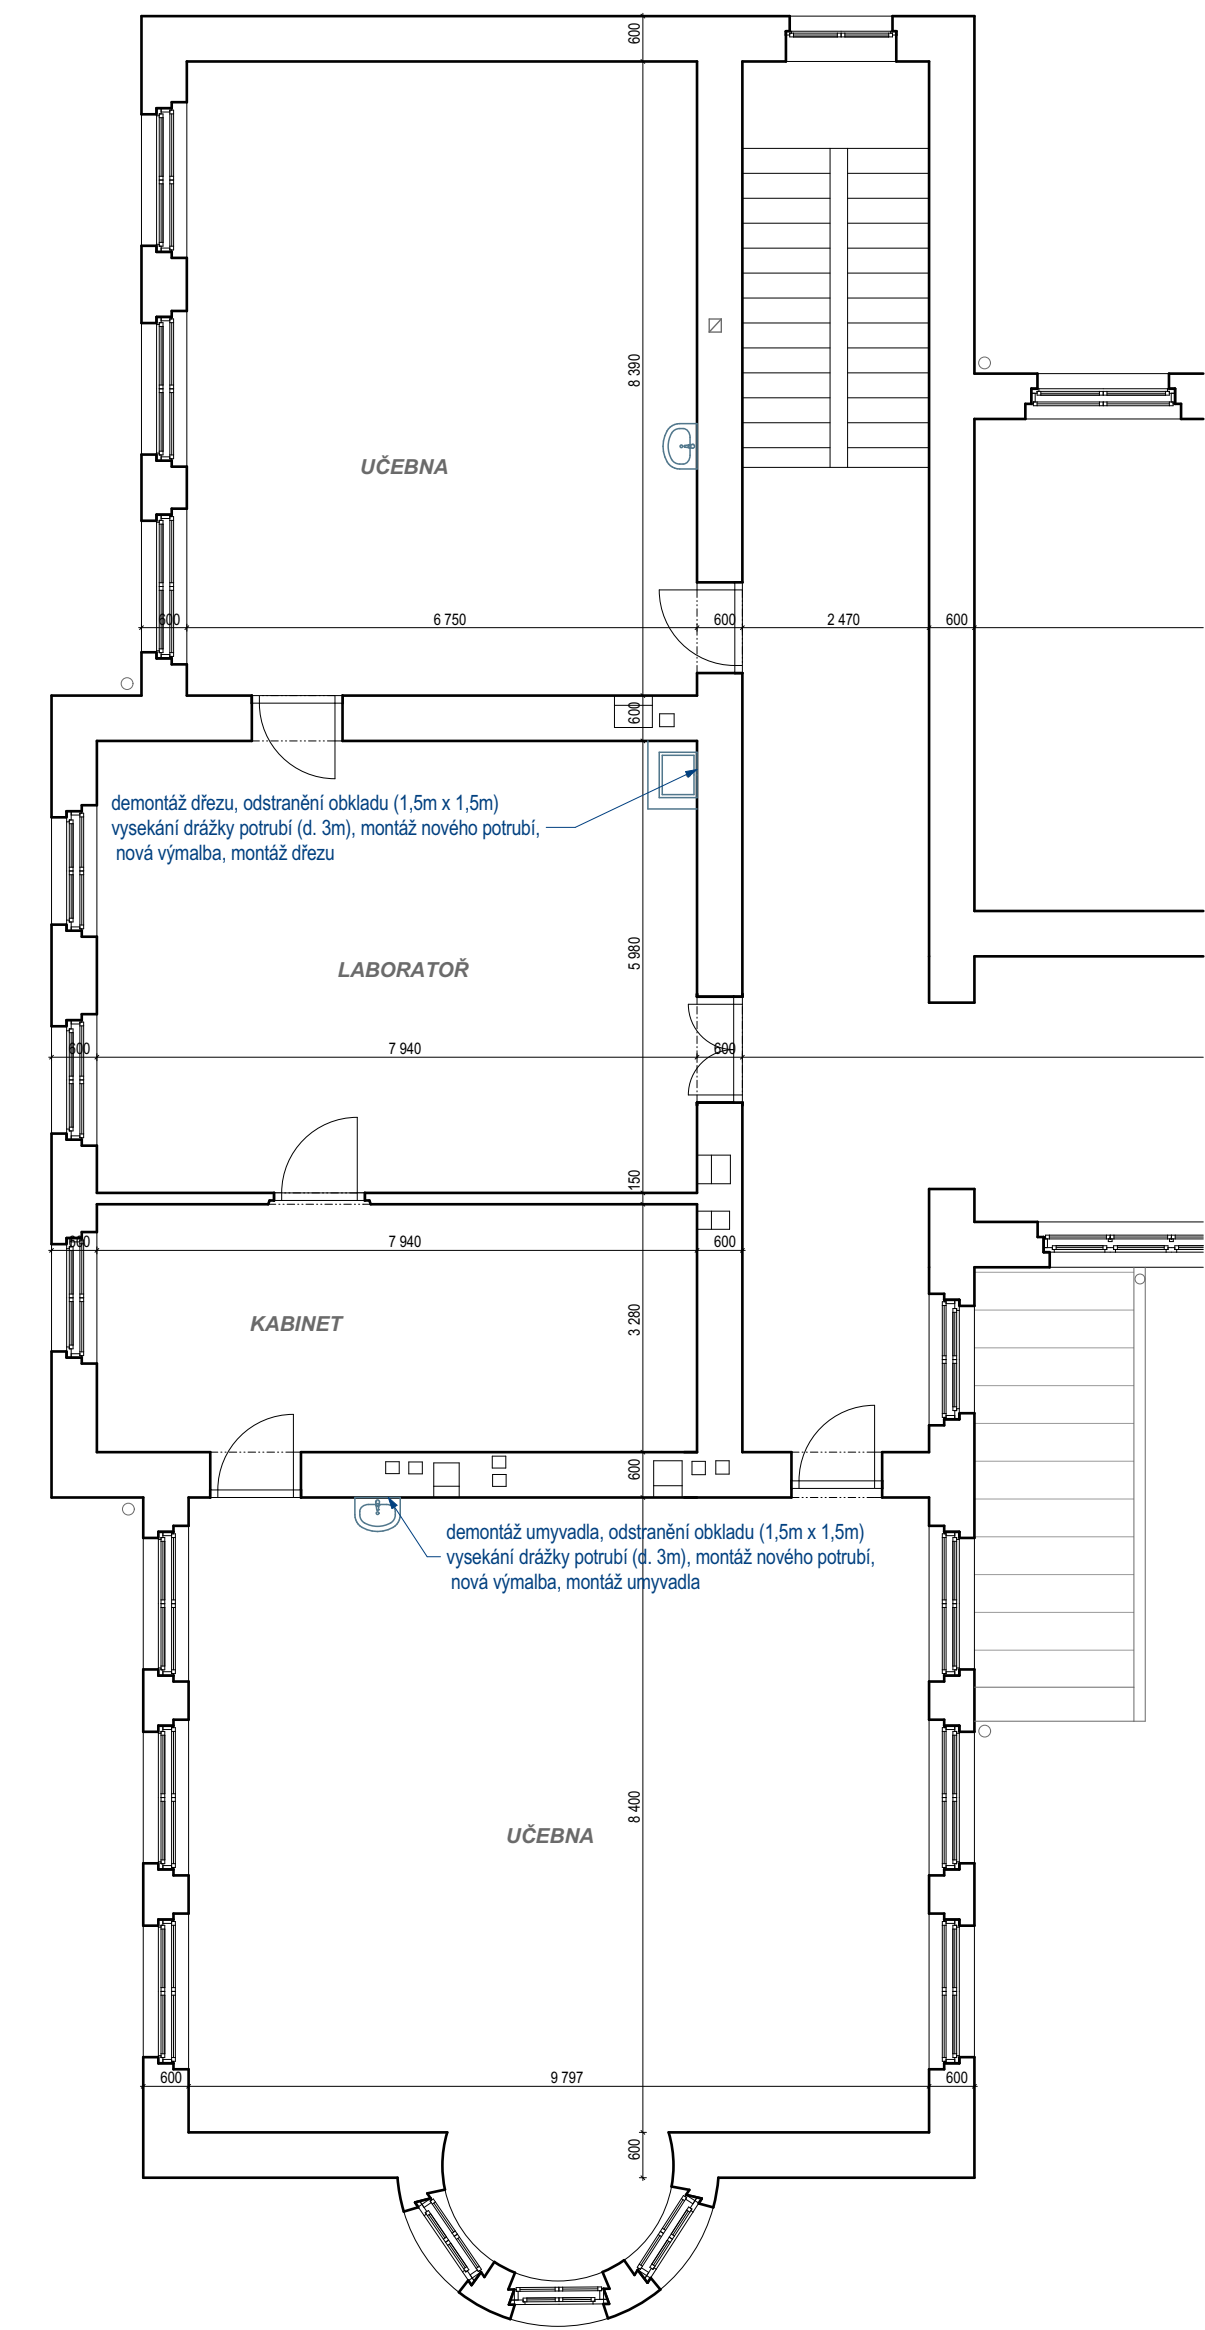 600
8 390
UČEBNA
600
6 750
600
2 470
600
600
demontáž dřezu, odstranění obkladu (1,5m x 1,5m)
vysekání drážky potrubí (d. 3m), montáž nového potrubí,
nová výmalba, montáž dřezu
5 980
LABORATOŘ
600
7 940
600
150
600
7 940
600
3 280
KABINET
600
demontáž umyvadla, odstranění obkladu (1,5m x 1,5m)
vysekání drážky potrubí (d. 3m), montáž nového potrubí,
nová výmalba, montáž umyvadla
8 400
UČEBNA
600
9 797
600
600